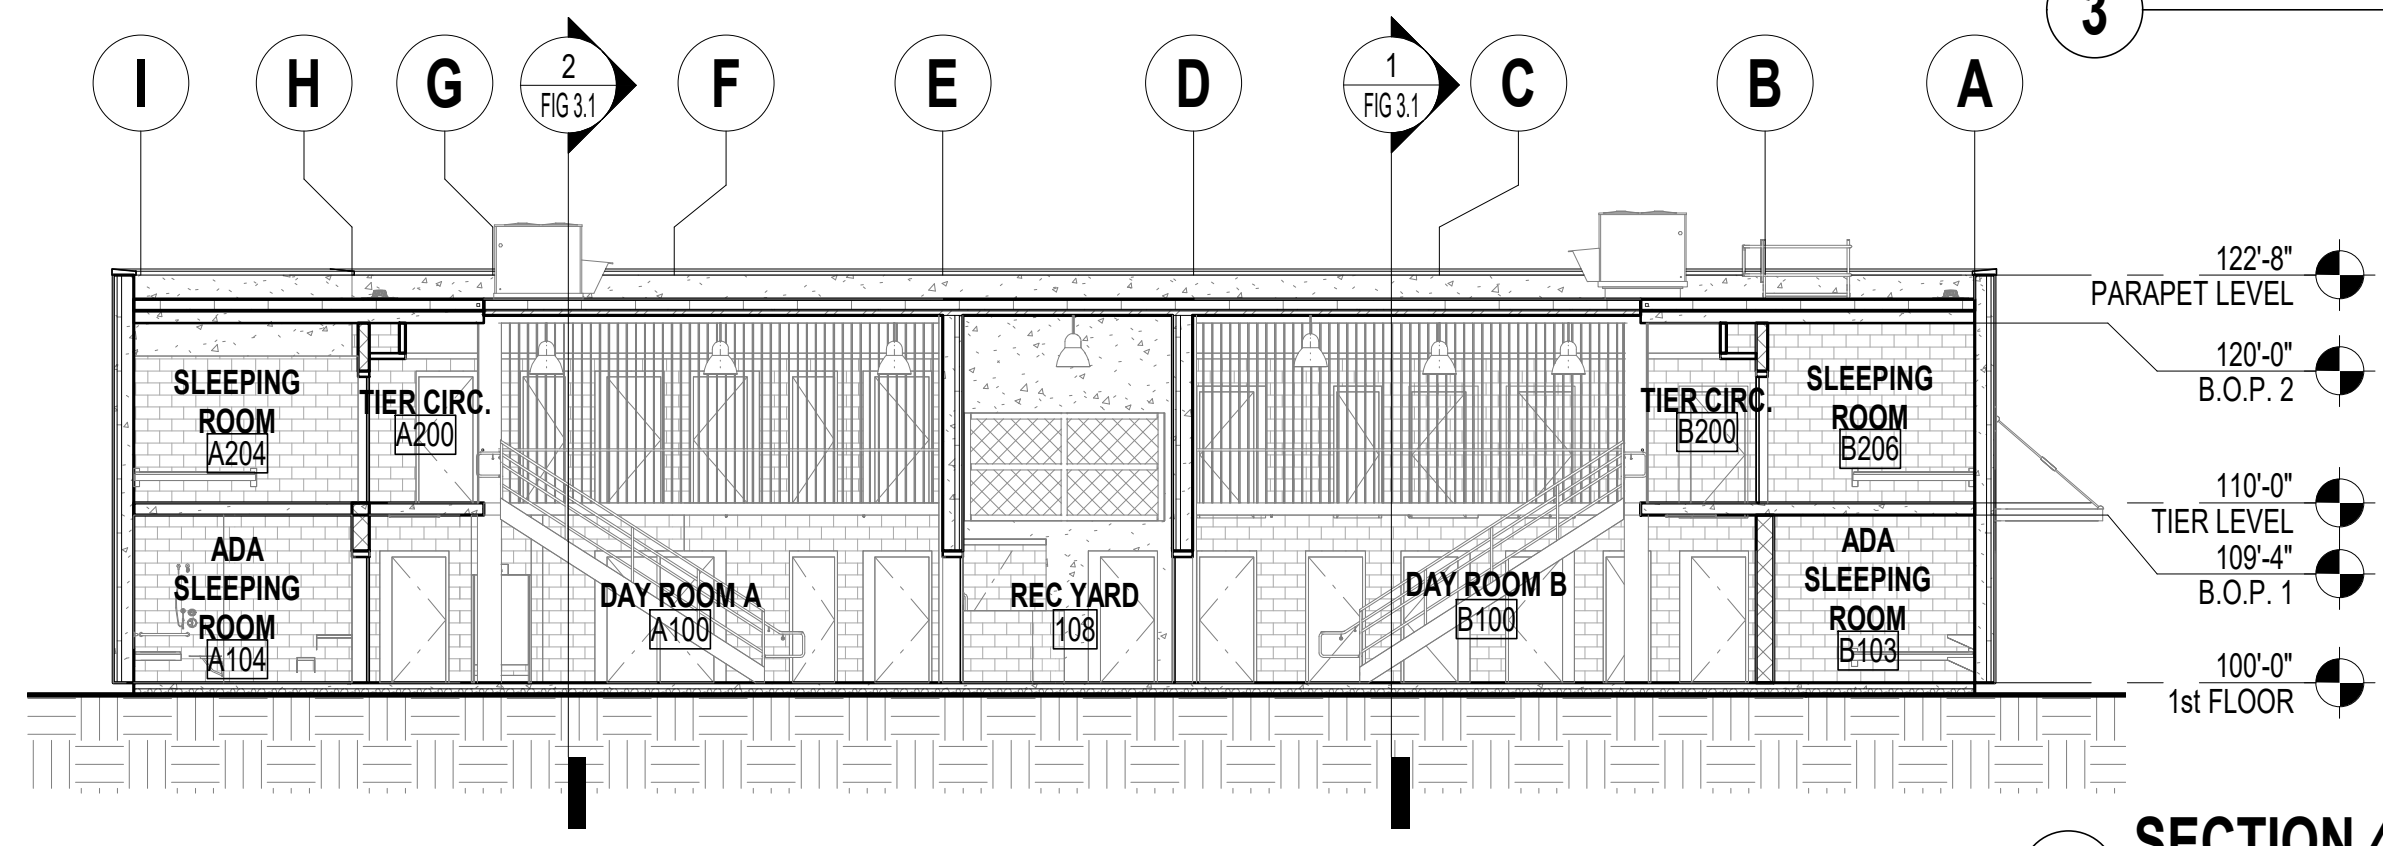 3
I
H
G
2
FIG 3.1
F
E
D
1
FIG 3.1
C
B
A
122'-8"
PARAPET LEVEL
120'-0"
B.O.P. 2
110'-0"
TIER LEVEL
109'-4"
B.O.P. 1
100'-0"
1st FLOOR
SLEEPING
ROOM
A204
TIER CIRC.
A200
TIER CIRC.
B200
SLEEPING
ROOM
B206
ADA
SLEEPING
ROOM
A104
DAY ROOM A
A100
REC YARD
108
DAY ROOM B
B100
ADA
SLEEPING
ROOM
B103
SECTION